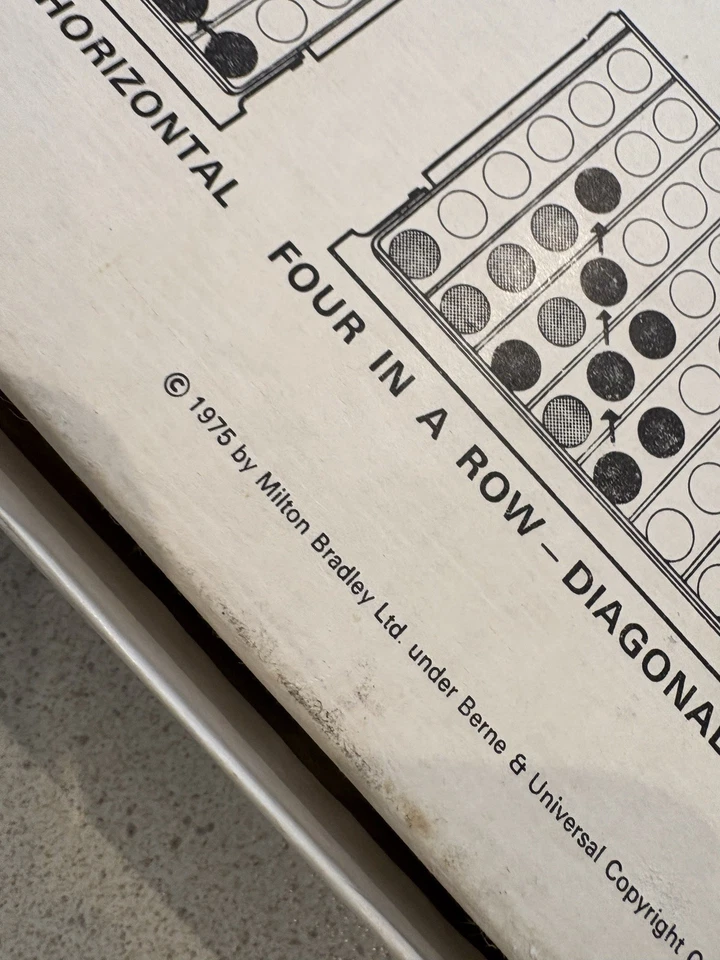 HORIZONTAL
FOUR IN A ROW – DIAGONAL
© 1975 by Milton Bradley Ltd. under Berne & Universal Copyright